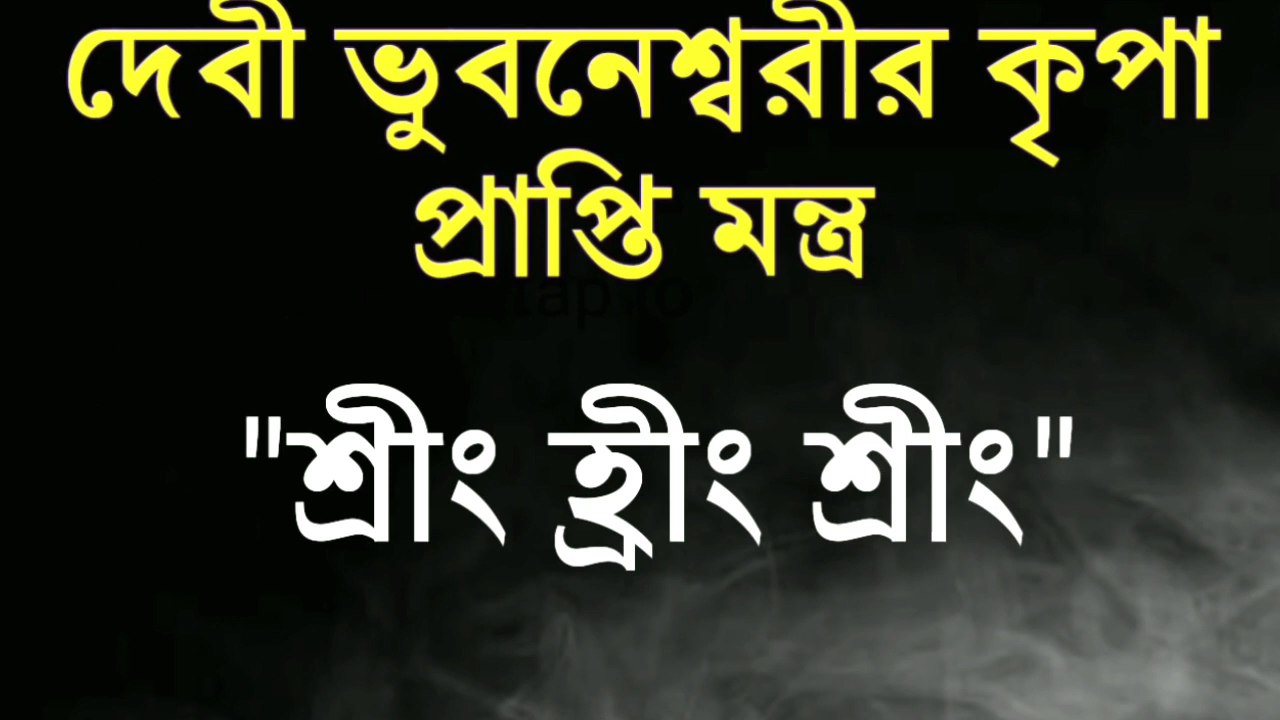 দেবী ভুবনেশ্বরীর কৃপা
প্রাপ্তি মন্ত্র
"শ্রীং হ্রীং শ্রীং"